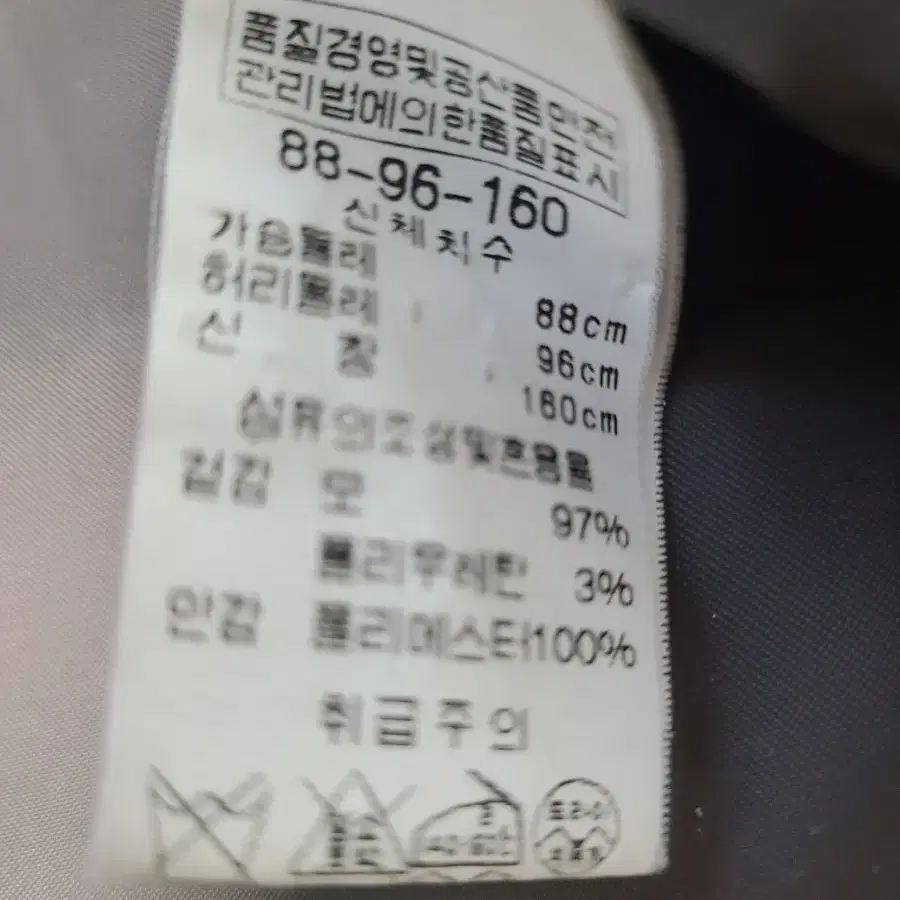 품질경영및공산품안전
관리법에의한품질표시
88-96-160
신체치수
가슴둘레 88cm
허리둘레 96cm
신 장 160cm
섬유의조성및혼용률
겉감 모 97%
폴리우레탄 3%
안감 폴리에스터100%
취급주의
드라이